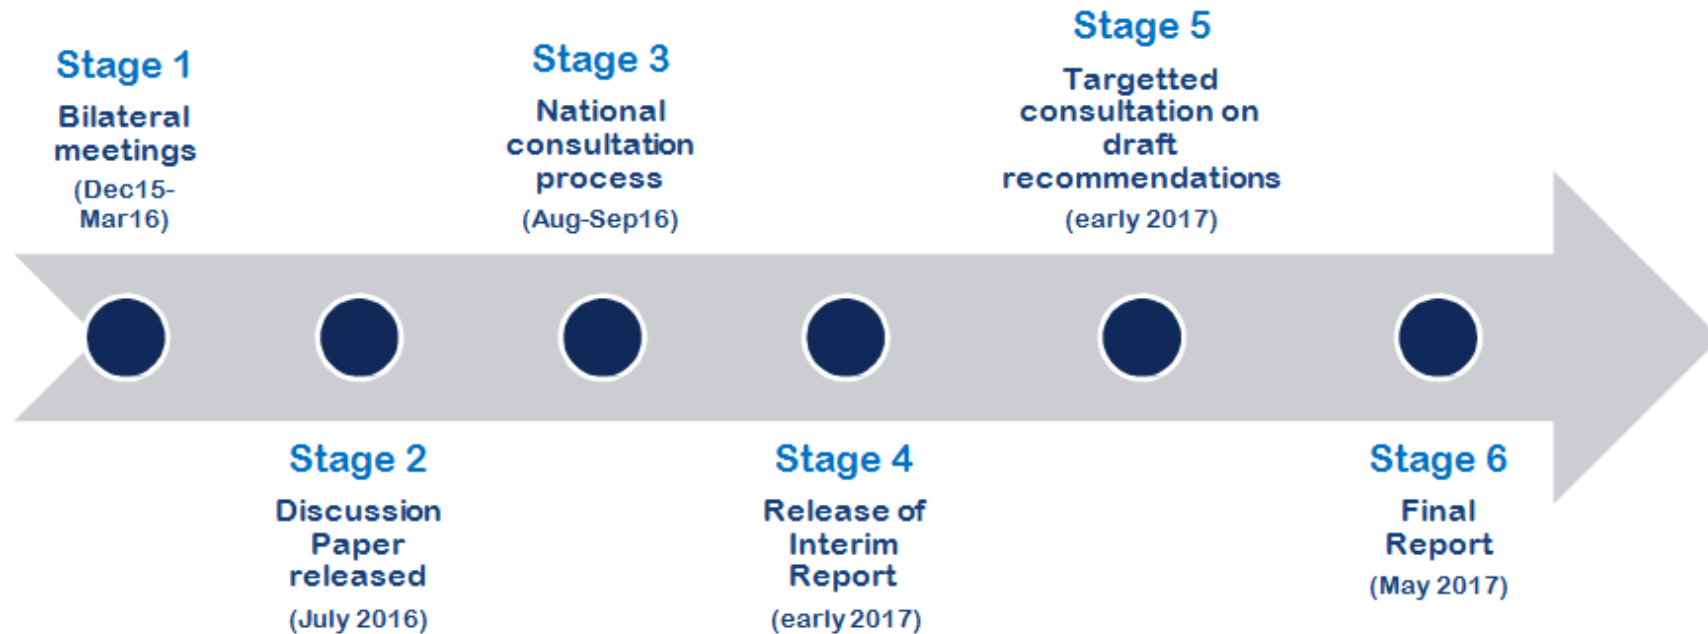 Stage 1
Bilateral
meetings
(Dec15-
Mar16)
Stage 2
Discussion
Paper
released
(July 2016)
Stage 3
National
consultation
process
(Aug-Sep16)
Stage 4
Release of
Interim
Report
(early 2017)
Stage 5
Targetted
consultation on
draft
recommendations
(early 2017)
Stage 6
Final
Report
(May 2017)